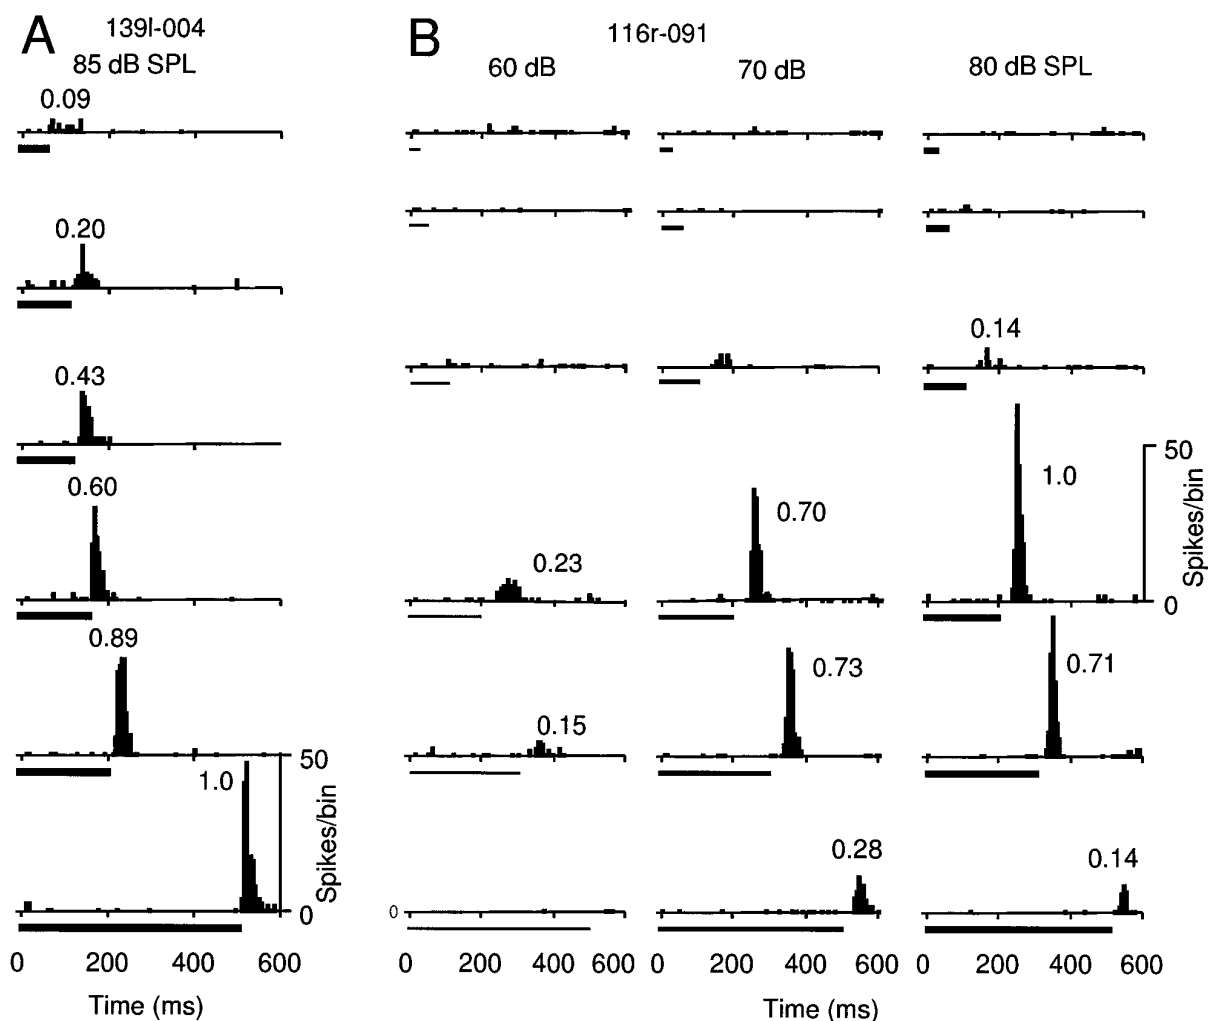 A
139l-004
85 dB SPL
0.09
0.20
0.43
0.60
0.89
1.0
50
0
Spikes/bin
0 200 400 600
Time (ms)
B
116r-091
60 dB 70 dB 80 dB SPL
0.14
0.23
0.70
1.0
50
0
Spikes/bin
0.15
0.73
0.71
0.28
0.14
0
0 200 400 600 0 200 400 600 0 200 400 600
Time (ms)